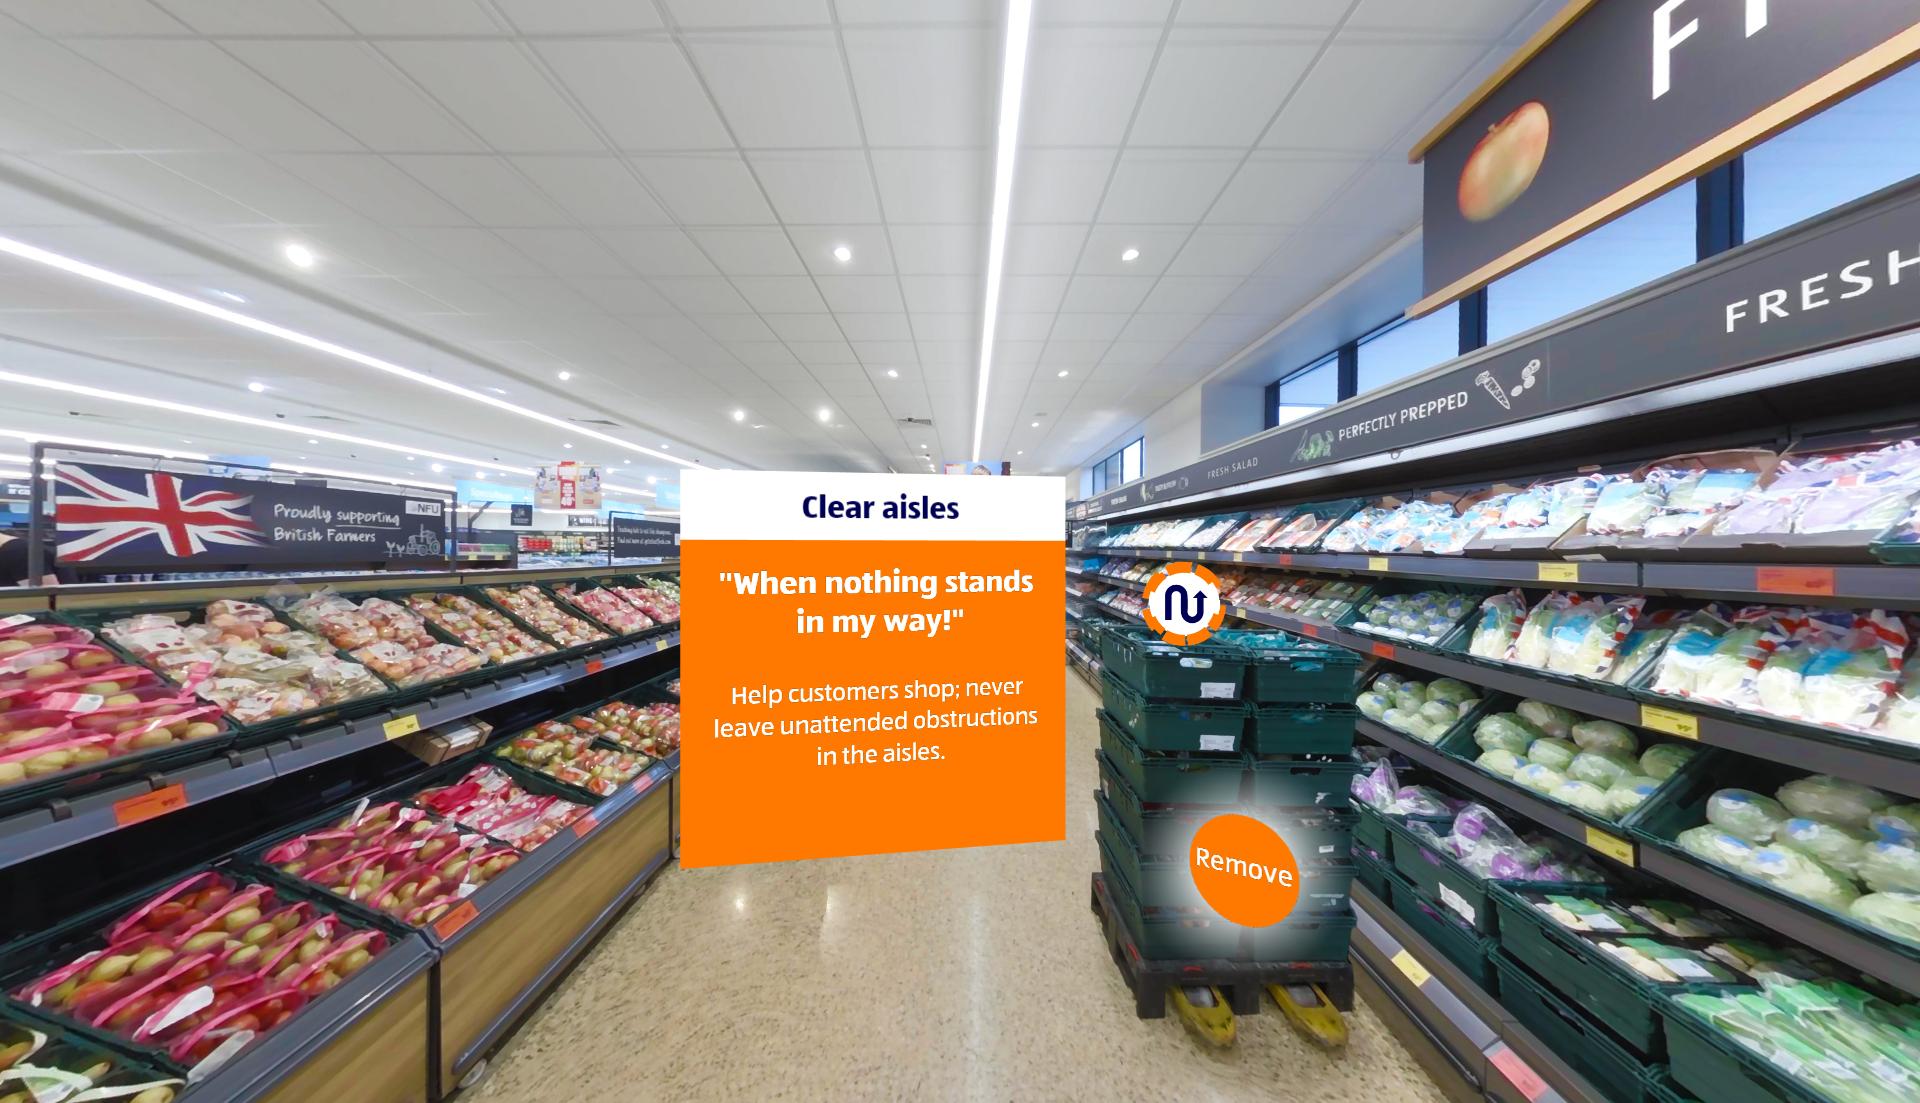 F
FRESH
PERFECTLY PREPPED
FRESH SALAD
Proudly supporting
British Farmers
NFU
Clear aisles
"When nothing stands
in my way!"
Help customers shop; never
leave unattended obstructions
in the aisles.
Remove